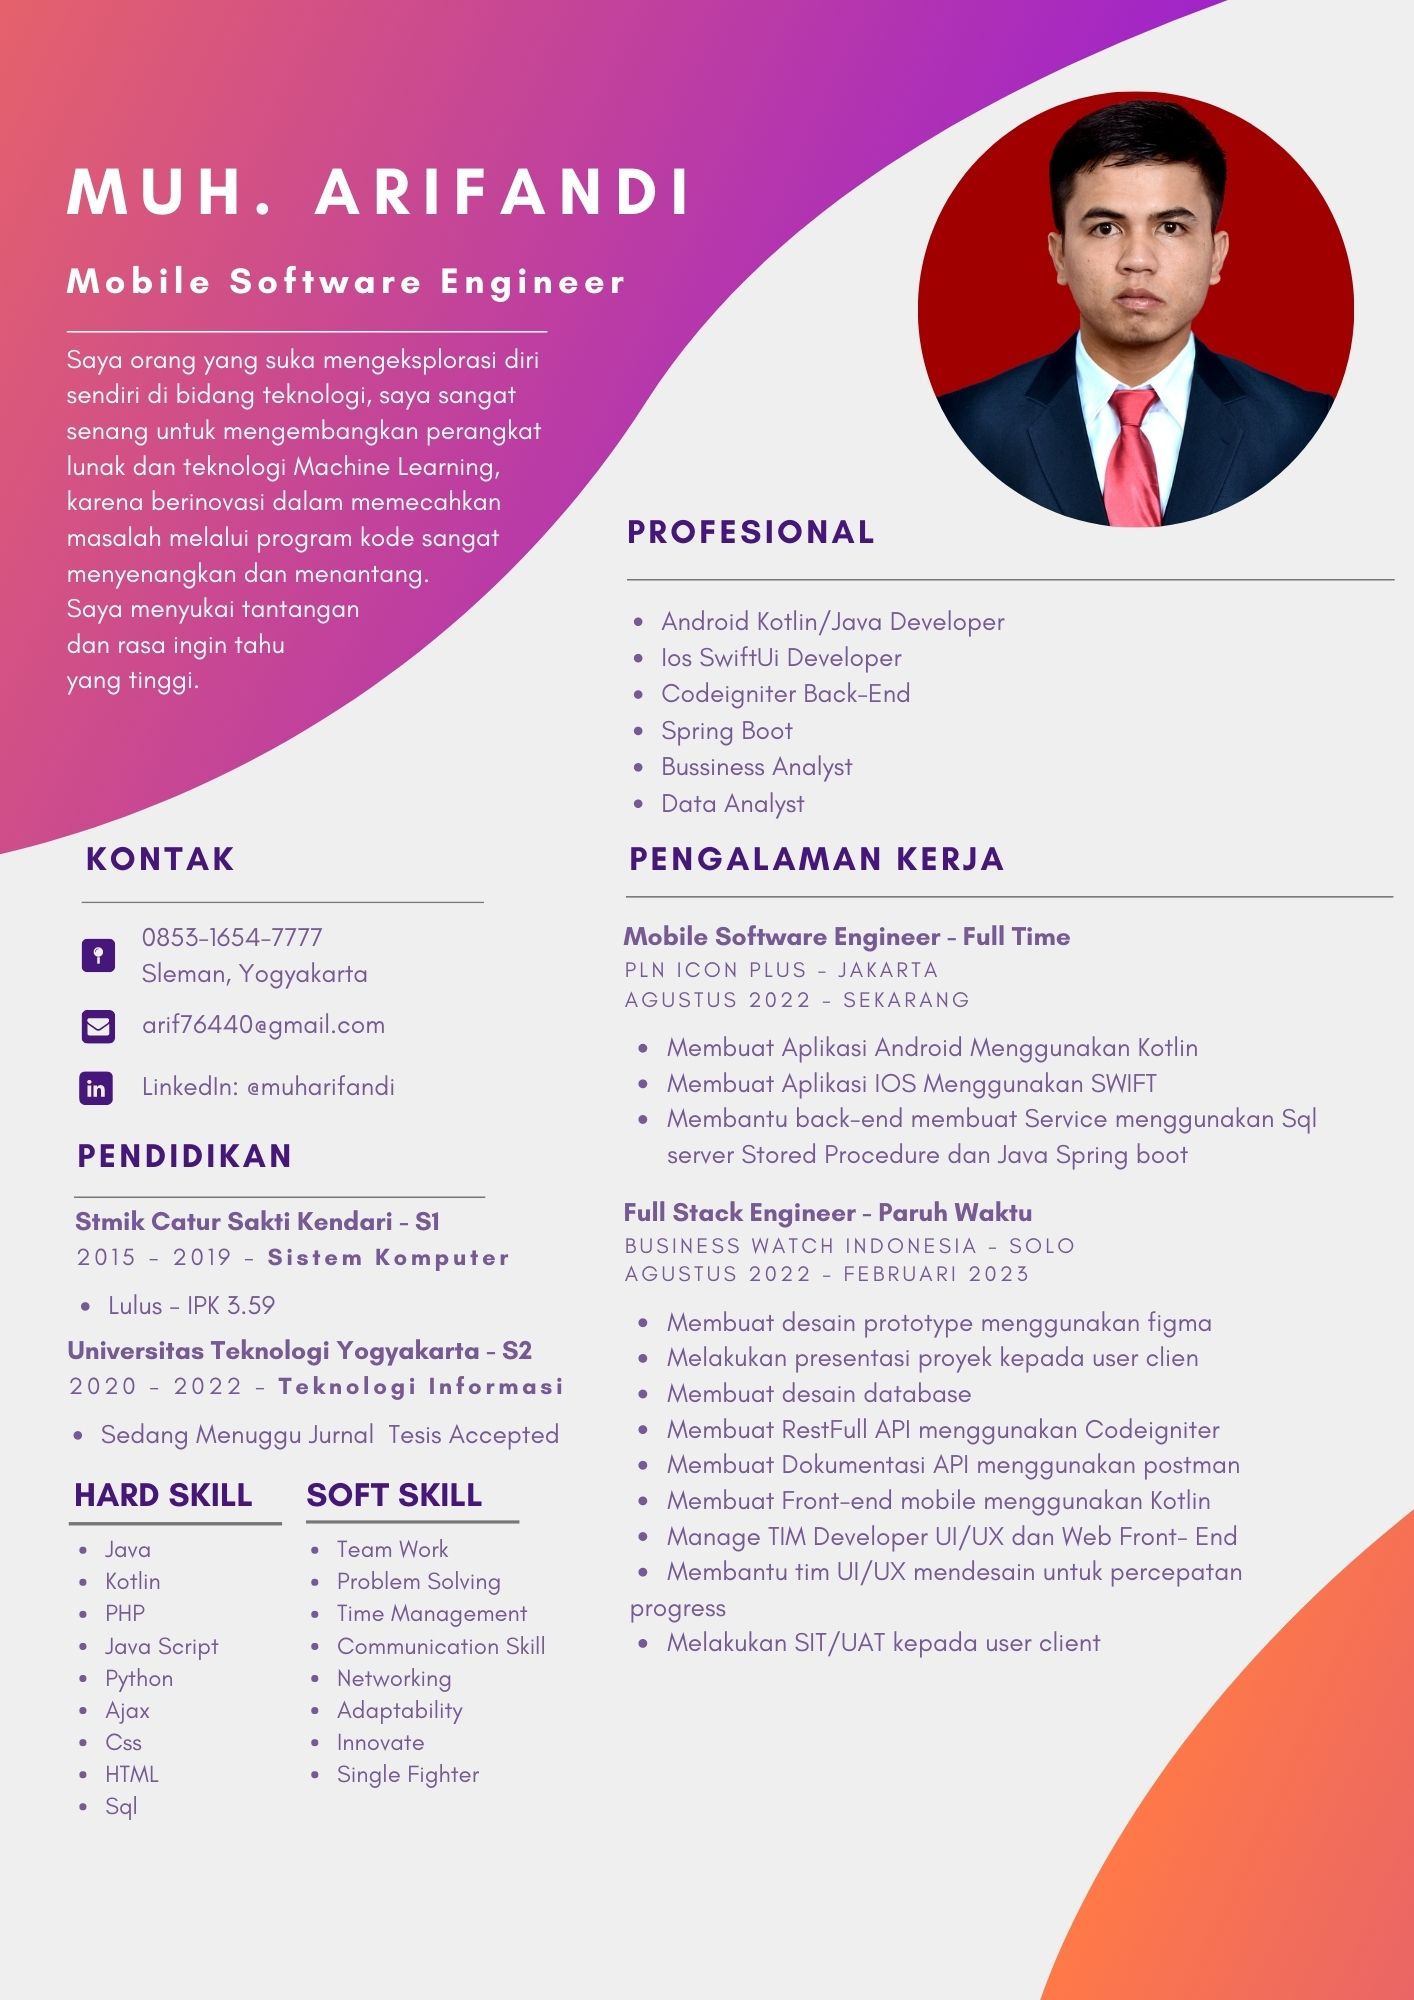 MUH. ARIFANDI
Mobile Software Engineer
Saya orang yang suka mengeksplorasi diri
sendiri di bidang teknologi, saya sangat
senang untuk mengembangkan perangkat
lunak dan teknologi Machine Learning,
karena berinovasi dalam memecahkan
masalah melalui program kode sangat
menyenangkan dan menantang.
Saya menyukai tantangan
dan rasa ingin tahu
yang tinggi.
KONTAK
0853-1654-7777
Sleman, Yogyakarta
arif76440@gmail.com
in
LinkedIn: @muharifandi
PENDIDIKAN
Stmik Catur Sakti Kendari - S1
2015 - 2019 - Sistem Komputer
• Lulus - IPK 3.59
Universitas Teknologi Yogyakarta - S2
2020 - 2022 - Teknologi Informasi
• Sedang Menuggu Jurnal  Tesis Accepted
HARD SKILL
• Java
• Kotlin
• PHP
• Java Script
• Python
• Ajax
• Css
• HTML
• Sql
SOFT SKILL
• Team Work
• Problem Solving
• Time Management
• Communication Skill
• Networking
• Adaptability
• Innovate
• Single Fighter
PROFESIONAL
• Android Kotlin/Java Developer
• Ios SwiftUi Developer
• Codeigniter Back-End
• Spring Boot
• Bussiness Analyst
• Data Analyst
PENGALAMAN KERJA
Mobile Software Engineer - Full Time
PLN ICON PLUS - JAKARTA
AGUSTUS 2022 - SEKARANG
• Membuat Aplikasi Android Menggunakan Kotlin
• Membuat Aplikasi IOS Menggunakan SWIFT
• Membantu back-end membuat Service menggunakan Sql
server Stored Procedure dan Java Spring boot
Full Stack Engineer - Paruh Waktu
BUSINESS WATCH INDONESIA - SOLO
AGUSTUS 2022 - FEBRUARI 2023
• Membuat desain prototype menggunakan figma
• Melakukan presentasi proyek kepada user clien
• Membuat desain database
• Membuat RestFull API menggunakan Codeigniter
• Membuat Dokumentasi API menggunakan postman
• Membuat Front-end mobile menggunakan Kotlin
• Manage TIM Developer UI/UX dan Web Front- End
• Membantu tim UI/UX mendesain untuk percepatan
progress
• Melakukan SIT/UAT kepada user client